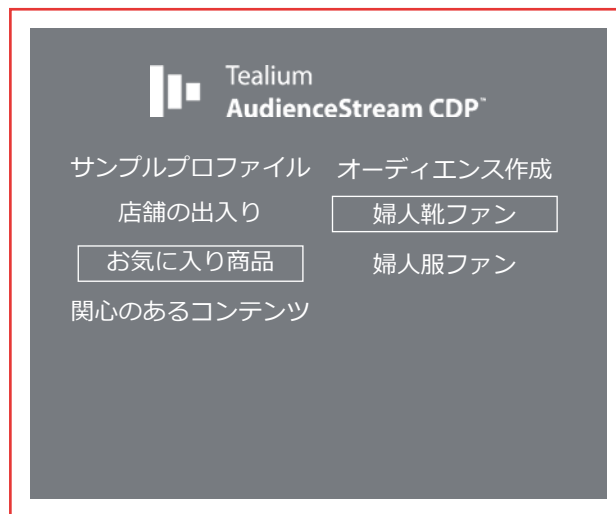 Tealium
AudienceStream CDP™
サンプルプロファイル
店舗の出入り
お気に入り商品
関心のあるコンテンツ
オーディエンス作成
婦人靴ファン
婦人服ファン